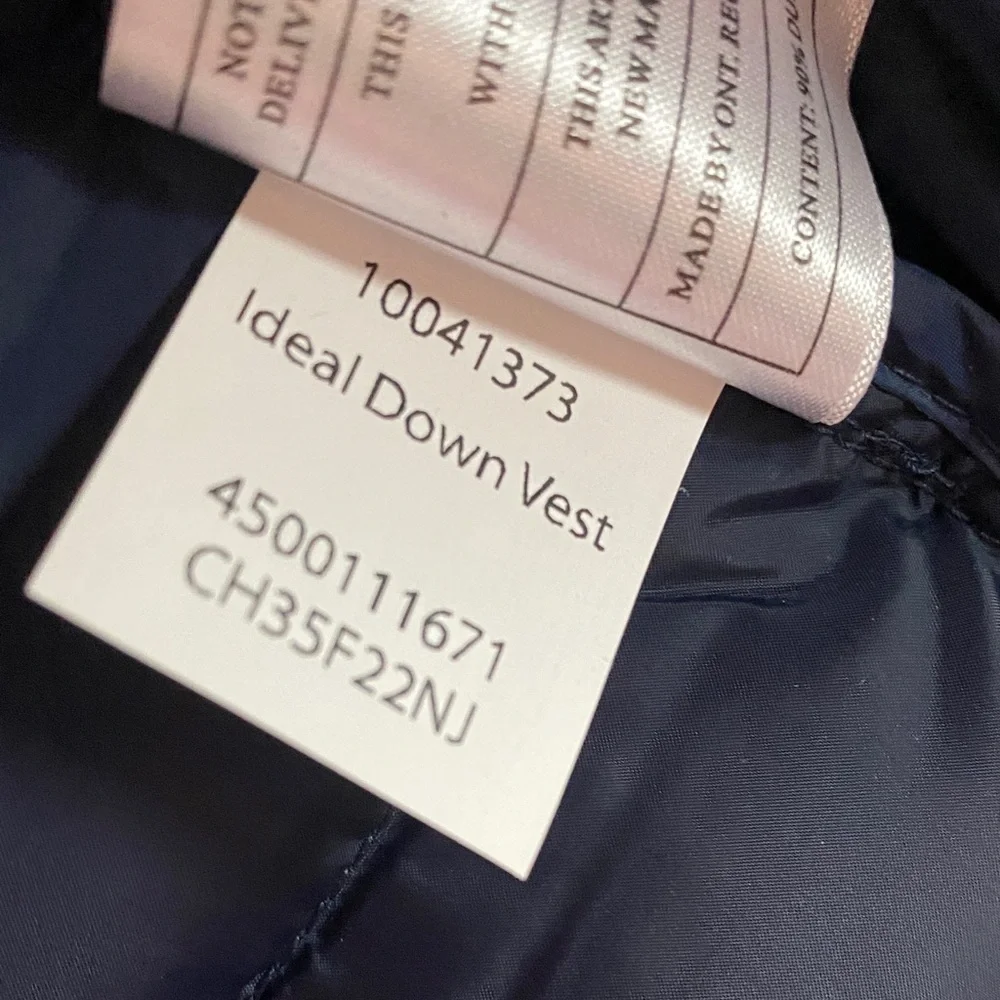 NOT
DELIV
THIS
WITH
THIS AR
NEW MA
MADE BY ONT. RE
CONTENT: 90% DU
10041373
Ideal Down Vest
4500111671
CH35F22NJ